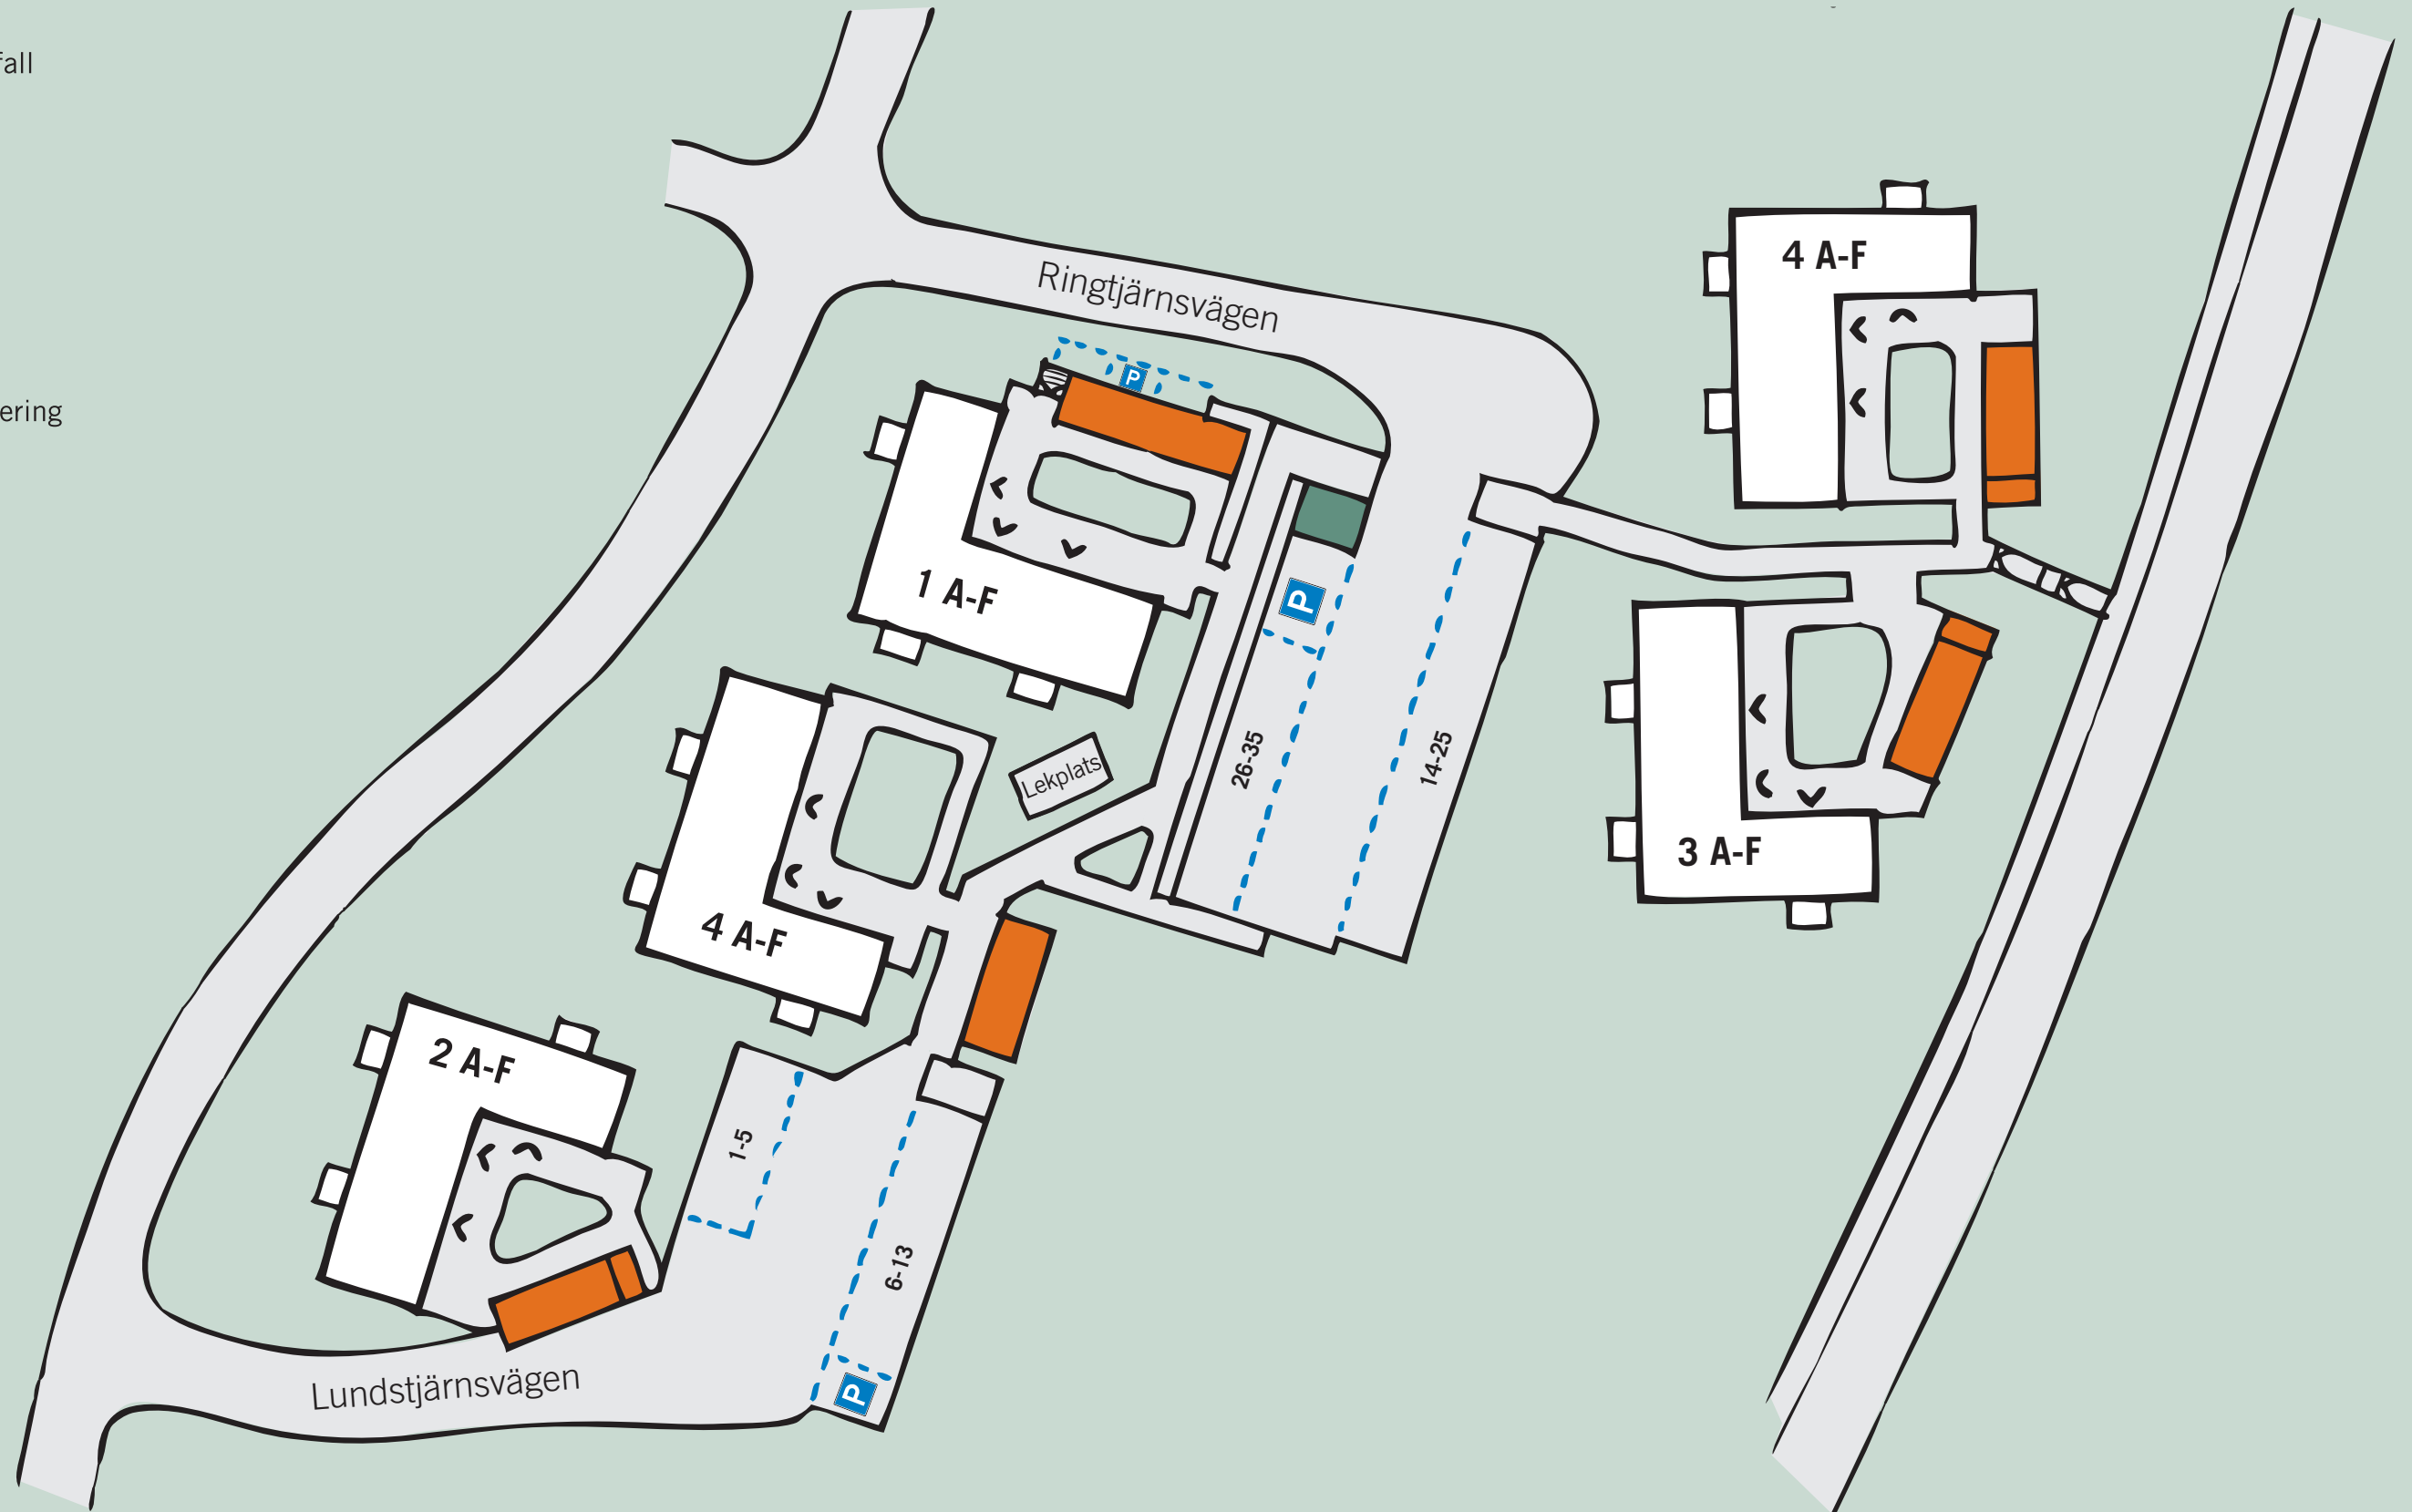 fall
ering
Ringtjärnsvägen
4 A-F
P
1 A-F
P
26-35
14-25
Lekplats
3 A-F
4 A-F
2 A-F
1-5
6-13
Lundstjärnsvägen
P